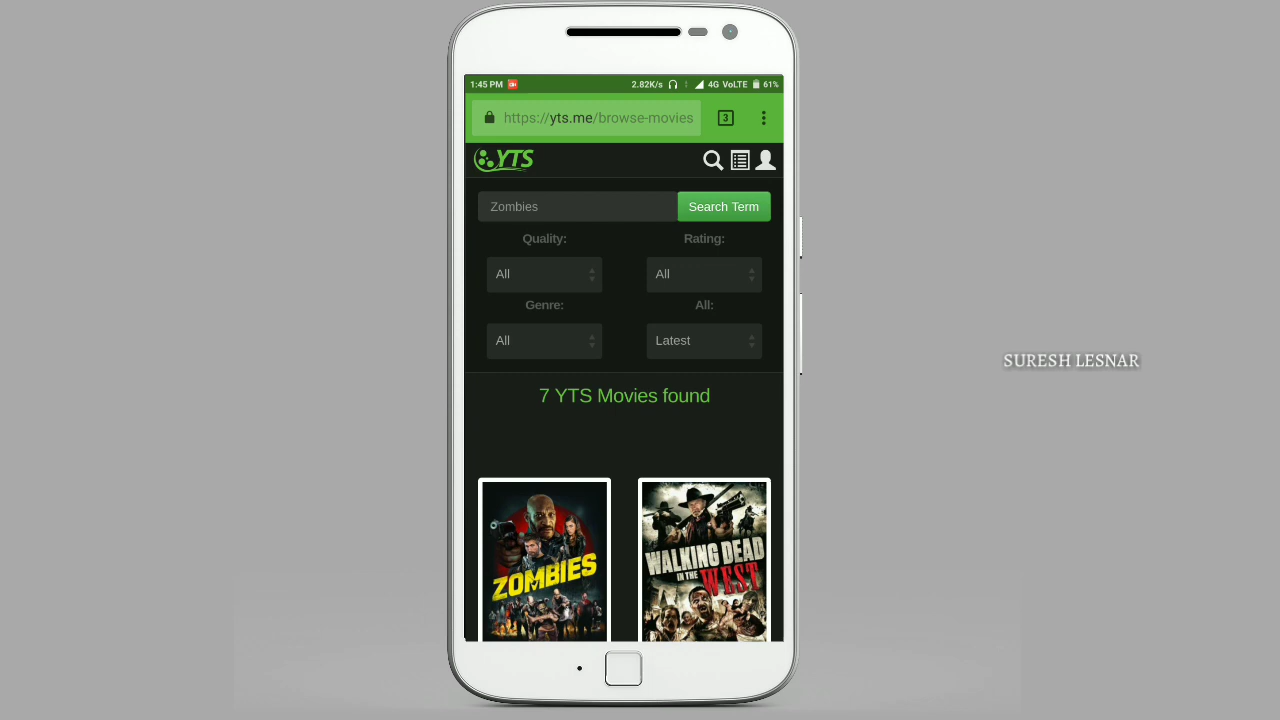 1:45 PM 2.82K/s 4G VoLTE 61%
https://yts.me/browse-movies 3
YTS
Zombies Search Term
Quality: Rating:
All All
Genre: All:
All Latest
7 YTS Movies found
ZOMBIES
WALKING DEAD
IN THE WEST
SURESH LESNAR